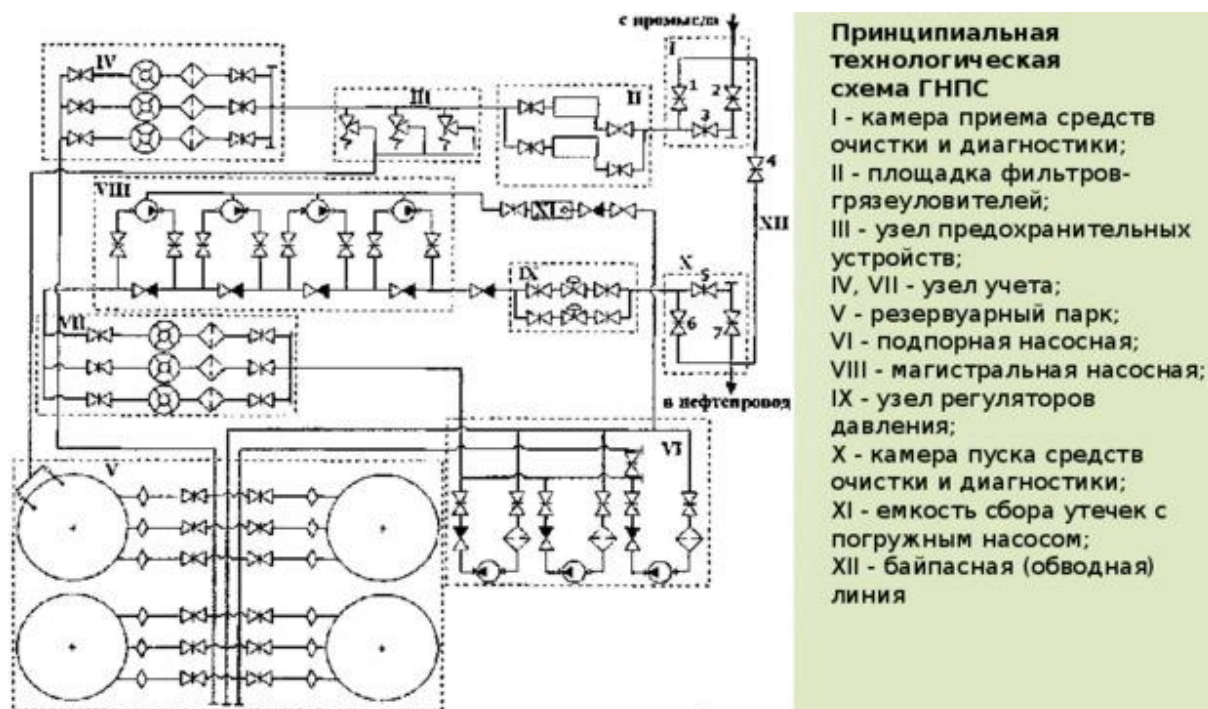 с промысла
I
1
2
3
4
II
III
IV
VIII
XI
XII
IX
X
5
6
7
VII
в нефтепровод
VI
V
Принципиальная
технологическая
схема ГНПС
I - камера приема средств
очистки и диагностики;
II - площадка фильтров-
грязеуловителей;
III - узел предохранительных
устройств;
IV, VII - узел учета;
V - резервуарный парк;
VI - подпорная насосная;
VIII - магистральная насосная;
IX - узел регуляторов
давления;
X - камера пуска средств
очистки и диагностики;
XI - емкость сбора утечек с
погружным насосом;
XII - байпасная (обводная)
линия